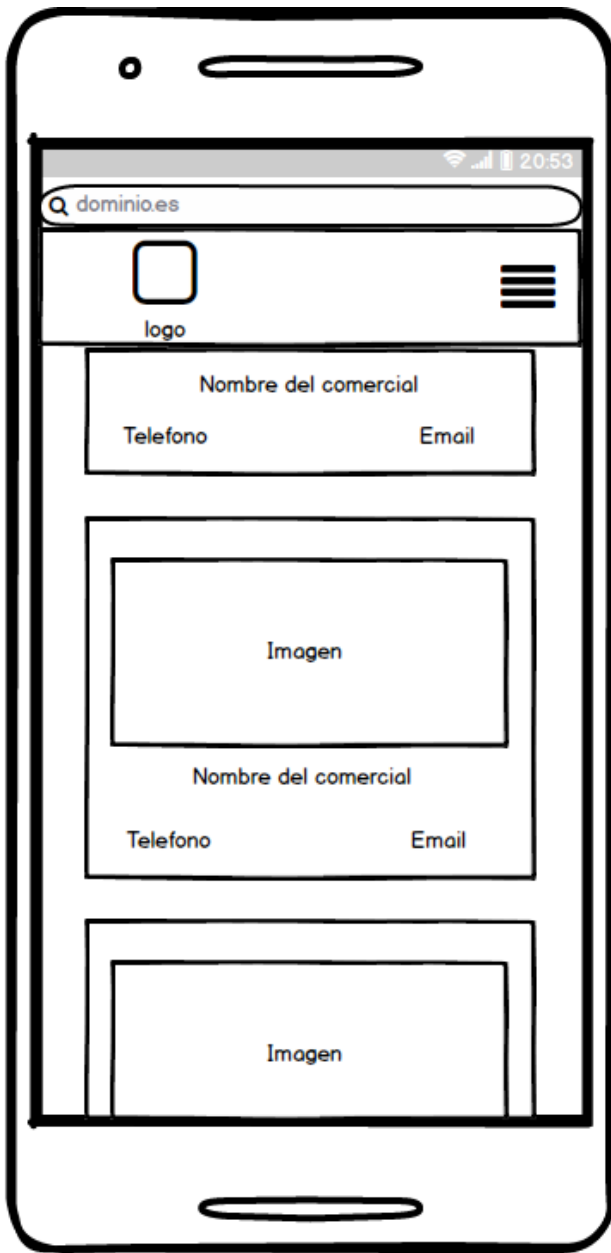 20:53
dominio.es
logo
Nombre del comercial
Telefono Email
Imagen
Nombre del comercial
Telefono Email
Imagen